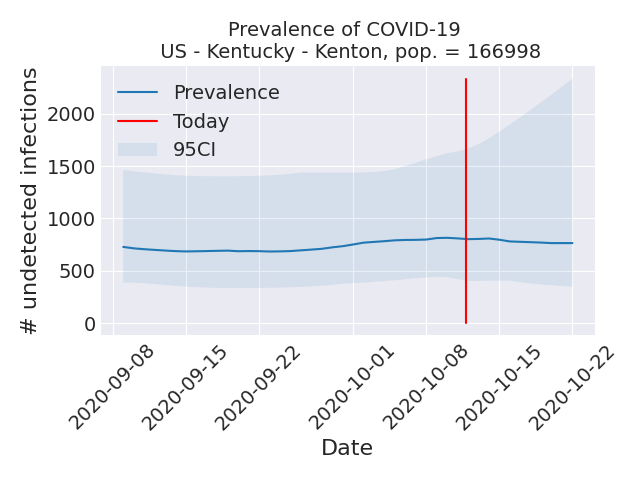 Prevalence of COVID-19
US - Kentucky - Kenton, pop. = 166998
# undetected infections
2000
1500
1000
500
0
Prevalence
Today
95CI
2020-09-08
2020-09-15
2020-09-22
2020-10-01
2020-10-08
2020-10-15
2020-10-22
Date